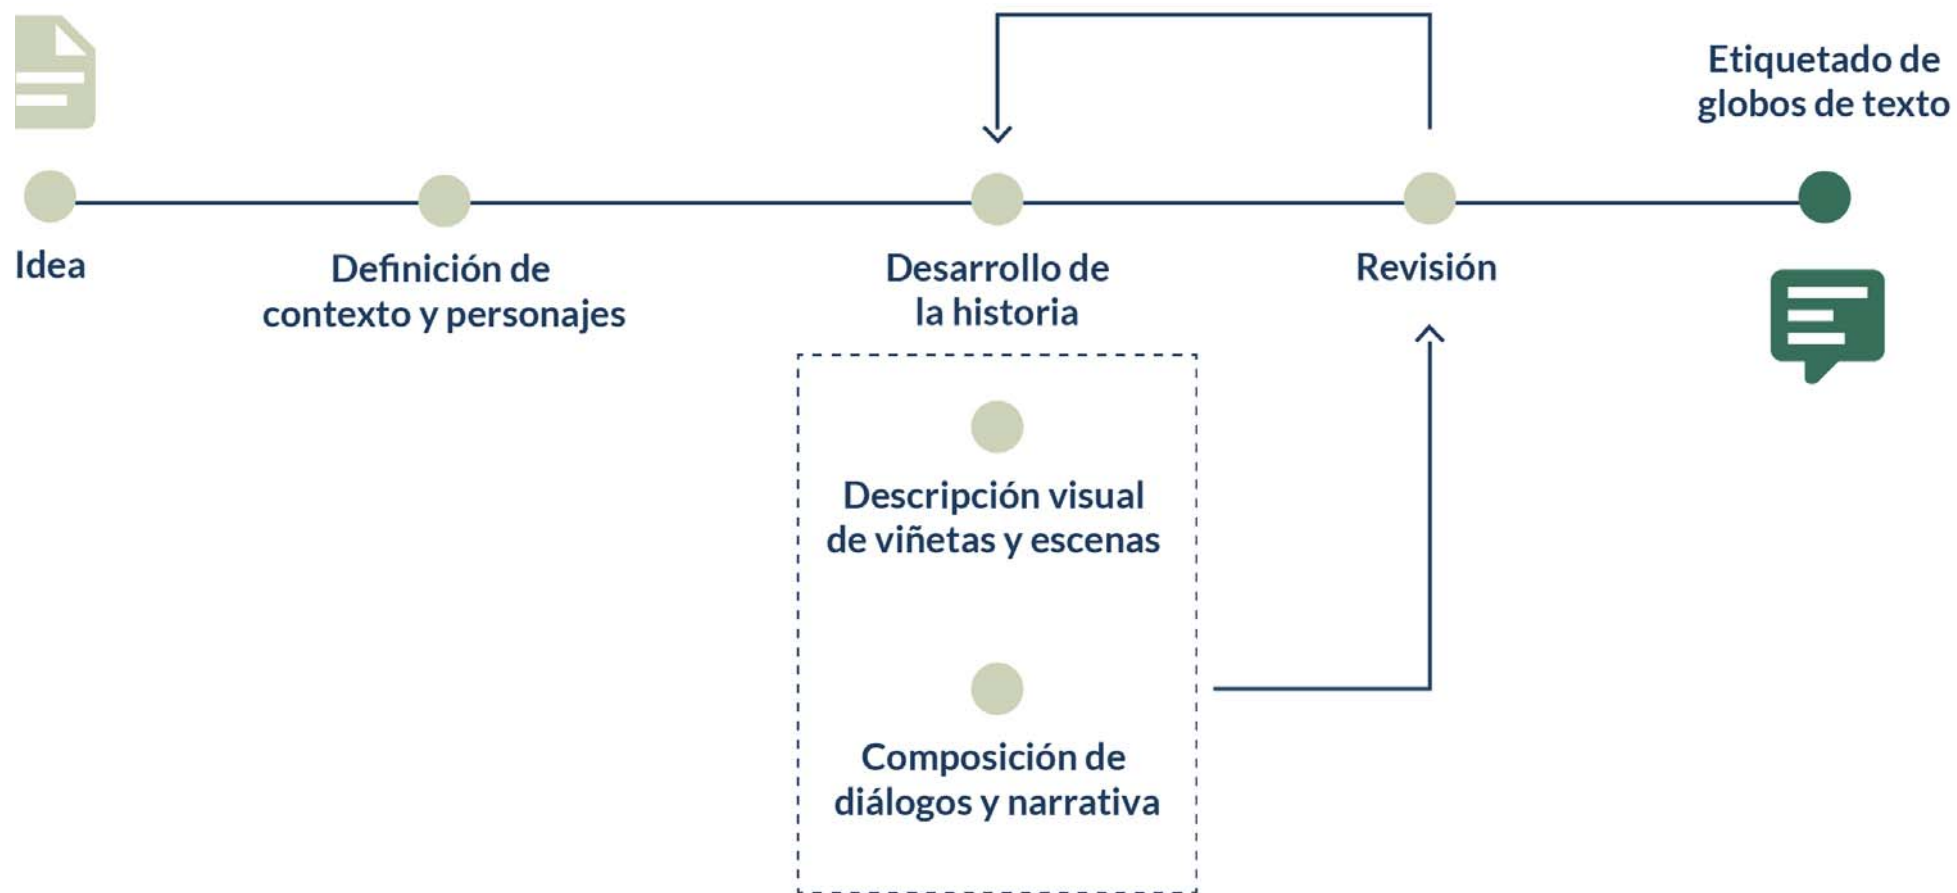 Idea
Definición de
contexto y personajes
Desarrollo de
la historia
Descripción visual
de viñetas y escenas
Composición de
diálogos y narrativa
Revisión
Etiquetado de
globos de texto